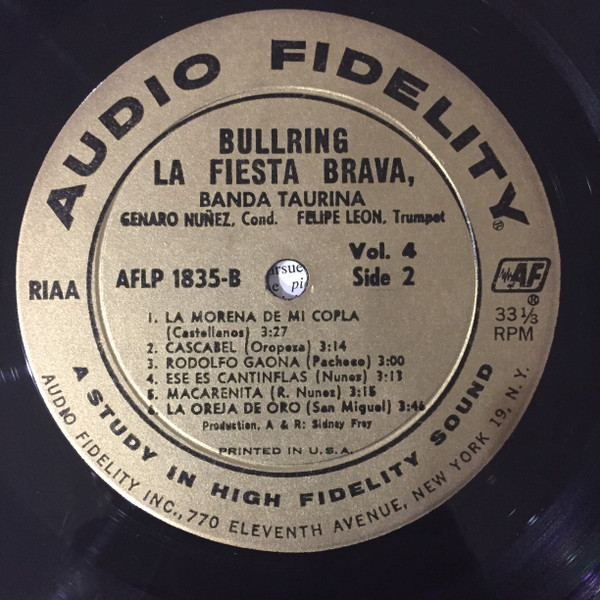 AUDIO FIDELITY®
BULLRING
LA FIESTA BRAVA,
BANDA TAURINA
GENARO NUÑEZ, Cond. FELIPE LEON, Trumpet
Vol. 4
RIAA AFLP 1835-B Side 2
AF®
33 1/3
RPM
1. LA MORENA DE MI COPLA
(Castellanos) 3:27
2. CASCABEL (Oropeza) 3:14
3. RODOLFO GAONA (Pacheco) 3:00
4. ESE ES CANTINFLAS (Nunez) 3:13
5. MACARENITA (R. Nunez) 3:15
6. LA OREJA DE ORO (San Miguel) 3:46
Production, A & R: Sidney Frey
PRINTED IN U.S.A.
A STUDY IN HIGH FIDELITY SOUND
AUDIO FIDELITY INC., 770 ELEVENTH AVENUE, NEW YORK 19, N.Y.
pi